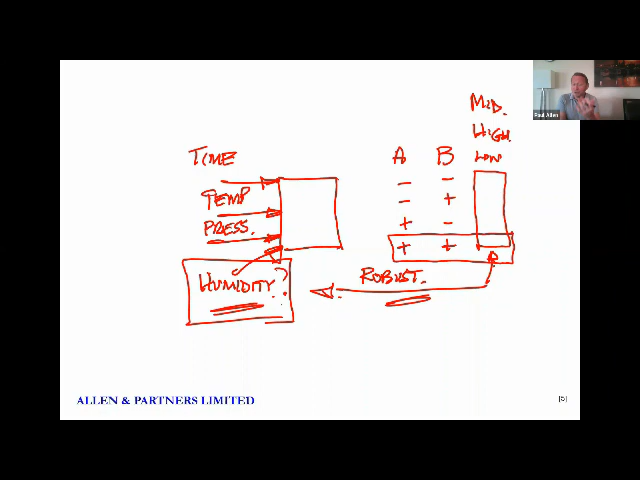 MID.
HIGH.
LOW
TIME
TEMP
PRESS.
HUMIDITY?
A B
- -
- +
+ -
+ +
ROBUST.
ALLEN & PARTNERS LIMITED
Paul Allen